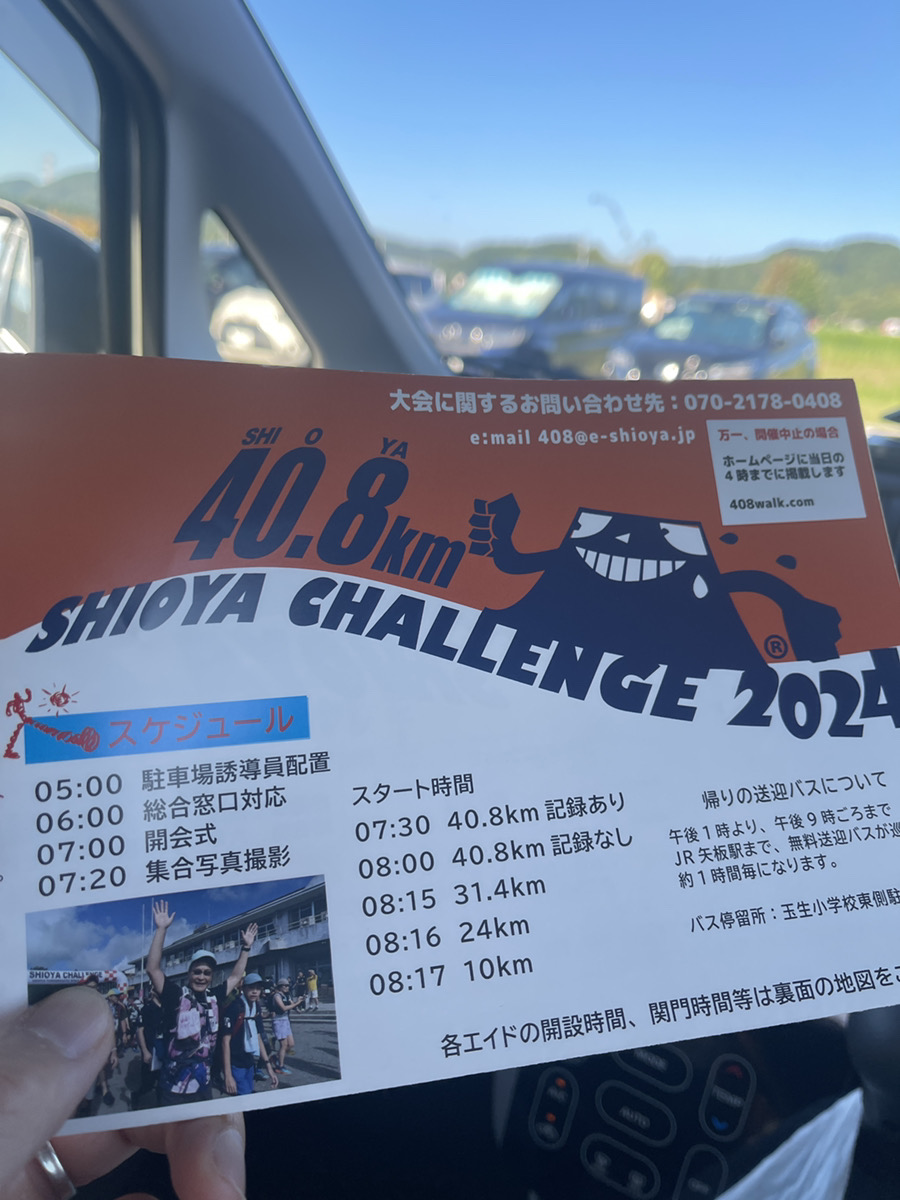 大会に関するお問い合わせ先：070-2178-0408
e:mail 408@e-shioya.jp
万一、開催中止の場合
ホームページに当日の
4時までに掲載します
408walk.com
SHI O YA
40.8km
SHIOYA CHALLENGE 2024
®
スケジュール
05:00 駐車場誘導員配置
06:00 総合窓口対応
07:00 開会式
07:20 集合写真撮影
スタート時間
07:30 40.8km 記録あり
08:00 40.8km 記録なし
08:15 31.4km
08:16 24km
08:17 10km
帰りの送迎バスについて
午後1時より、午後9時ごろまで
JR矢板駅まで、無料送迎バスが
約1時間毎になります。
バス停留所：玉生小学校東側駐
各エイドの開設時間、関門時間等は裏面の地図を
SHIOYA CHALLENGE
AUTO
TEMP